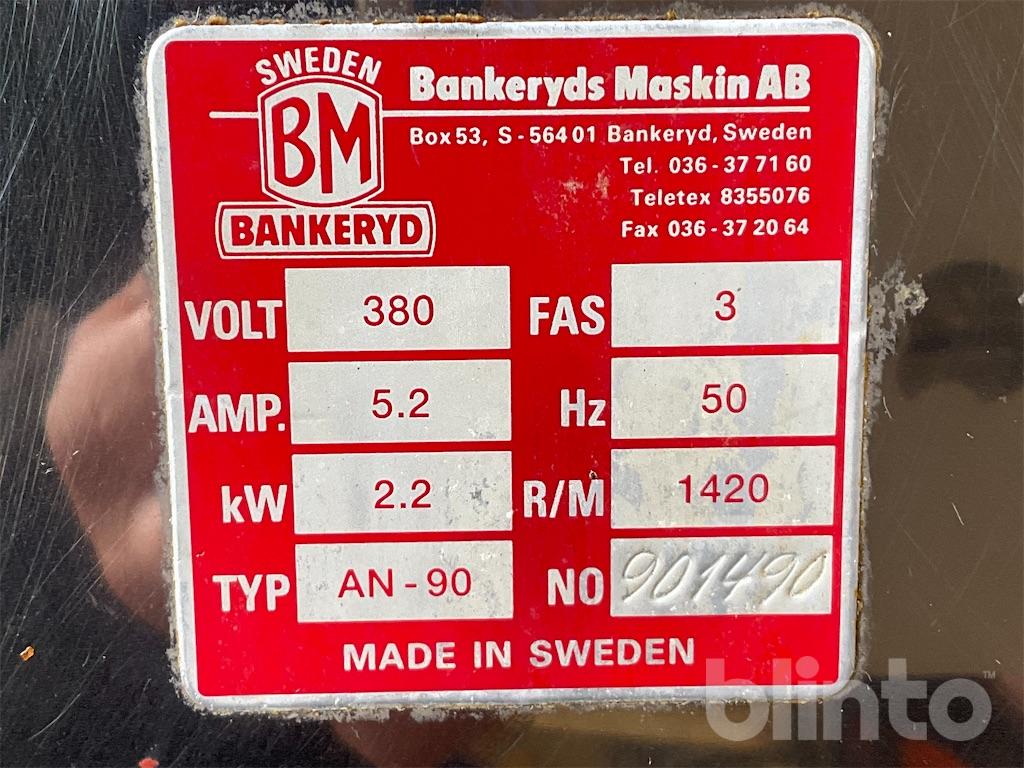 SWEDEN
BM
BANKERYD
Bankeryds Maskin AB
Box 53, S-564 01 Bankeryd, Sweden
Tel. 036-37 71 60
Teletex 8355076
Fax 036-37 20 64
VOLT 380 FAS 3
AMP. 5.2 Hz 50
kW 2.2 R/M 1420
TYP AN-90 NO 901490
MADE IN SWEDEN
blinto™